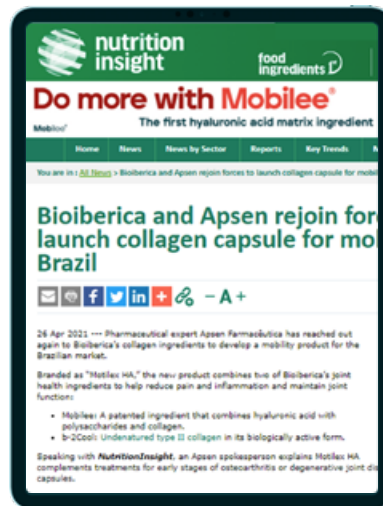 nutrition
insight
food
ingredients
Do more with Mobilee®
Mobilee®
The first hyaluronic acid matrix ingredient
Home News News by Sector Reports Key Trends N
You are in: All News > Bioiberica and Apsen rejoin forces to launch collagen capsule for mobil
Bioiberica and Apsen rejoin for
launch collagen capsule for mo
Brazil
f in + − A +
26 Apr 2021 --- Pharmaceutical expert Apsen Farmacêutica has reached out
again to Bioiberica's collagen ingredients to develop a mobility product for the
Brazilian market.
Branded as "Motilex HA," the new product combines two of Bioiberica's joint
health ingredients to help reduce pain and inflammation and maintain joint
function:
• Mobilee: A patented ingredient that combines hyaluronic acid with
polysaccharides and collagen.
• b-2Cool: Undenatured type II collagen in its biologically active form.
Speaking with NutritionInsight, an Apsen spokesperson explains Motilex HA
complements treatments for early stages of osteoarthritis or degenerative joint dis
capsules.